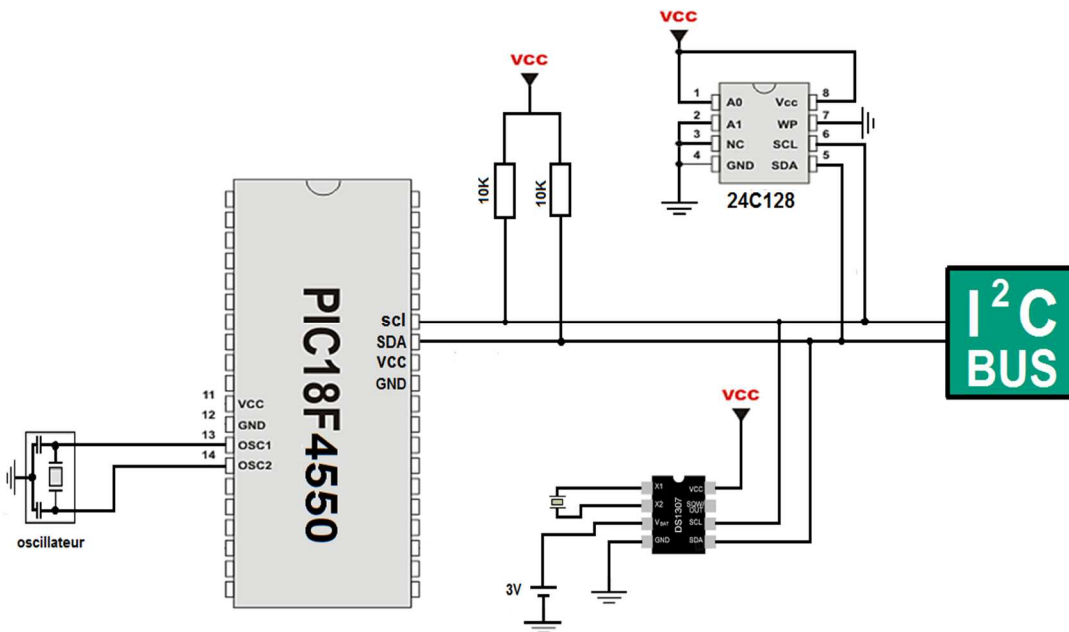 VCC
VCC
1 A0 Vcc 8
2 A1 WP 7
3 NC SCL 6
4 GND SDA 5
24C128
10K
10K
PIC18F4550
scl
SDA
VCC
GND
11 VCC
12 GND
13 OSC1
14 OSC2
oscillateur
I²C
BUS
VCC
X1 VCC
X2 SQW/
OUT
VBAT SCL
GND SDA
DS1307
3V